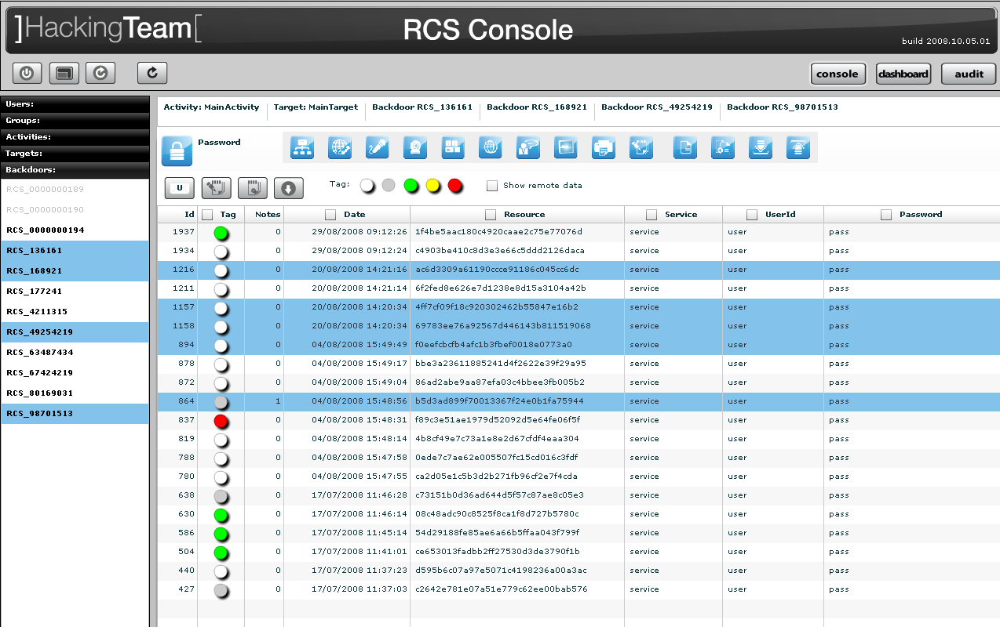 ]HackingTeam[
RCS Console
build 2008.10.05.01
console dashboard audit
Users:
Groups:
Activities:
Targets:
Backdoors:
RCS_0000000189
RCS_0000000190
RCS_0000000194
RCS_136161
RCS_168921
RCS_177241
RCS_4211315
RCS_49254219
RCS_63487434
RCS_67424219
RCS_80169031
RCS_98701513
Activity: MainActivity Target: MainTarget Backdoor RCS_136161 Backdoor RCS_168921 Backdoor RCS_49254219 Backdoor RCS_98701513
Password
U Tag: Show remote data
Id Tag Notes Date Resource Service UserId Password
1937 0 29/08/2008 09:12:26 1f4be5aac180c4920caae2c75e77076d service user pass
1934 0 29/08/2008 09:12:24 c4903be410c8d3e3e66c5ddd2126daca service user pass
1216 0 20/08/2008 14:21:16 ac6d3309a61190ccce91186c045cc6dc service user pass
1211 0 20/08/2008 14:21:14 6f2fed8e626e7d1238e8d15a3104a42b service user pass
1157 0 20/08/2008 14:20:34 4ff7cf09f18c920302462b55847e16b2 service user pass
1158 0 20/08/2008 14:20:34 69783ee76a92567d446143b811519068 service user pass
894 0 04/08/2008 15:49:49 f0eefcbcfb4afc1b3fbef0018e0773a0 service user pass
878 0 04/08/2008 15:49:17 bbe3a23611885241d4f2622e39f29a95 service user pass
872 0 04/08/2008 15:49:04 86ad2abe9aa87efa03c4bbee3fb005b2 service user pass
864 1 04/08/2008 15:48:56 b5d3ad899f70013367f24e0b1fa75944 service user pass
837 0 04/08/2008 15:48:31 f89c3e51ae1979d52092d5e64fe06f5f service user pass
819 0 04/08/2008 15:48:14 4b8cf49e7c73a1e8e2d67cfdf4eaa304 service user pass
788 0 04/08/2008 15:47:58 0ede7c7ae62e005507fc15cd016c3fdf service user pass
780 0 04/08/2008 15:47:55 ca2d05e1c5b3d2b271fb96cf2e7f4cda service user pass
638 0 17/07/2008 11:46:28 c73151b0d36ad644d5f57c87ae8c05e3 service user pass
630 0 17/07/2008 11:46:14 08c48adc90c8525f8ca1f8d727b5780c service user pass
586 0 17/07/2008 11:45:14 54d29188fe85ae6a66b5ffaa043f799f service user pass
504 0 17/07/2008 11:41:01 ce653013fadbb2ff27530d3de3790f1b service user pass
440 0 17/07/2008 11:37:23 d595b6c07a97e5071c4198236a00a3ac service user pass
427 0 17/07/2008 11:37:03 c2642e781e07a51e779c62ee00bab576 service user pass